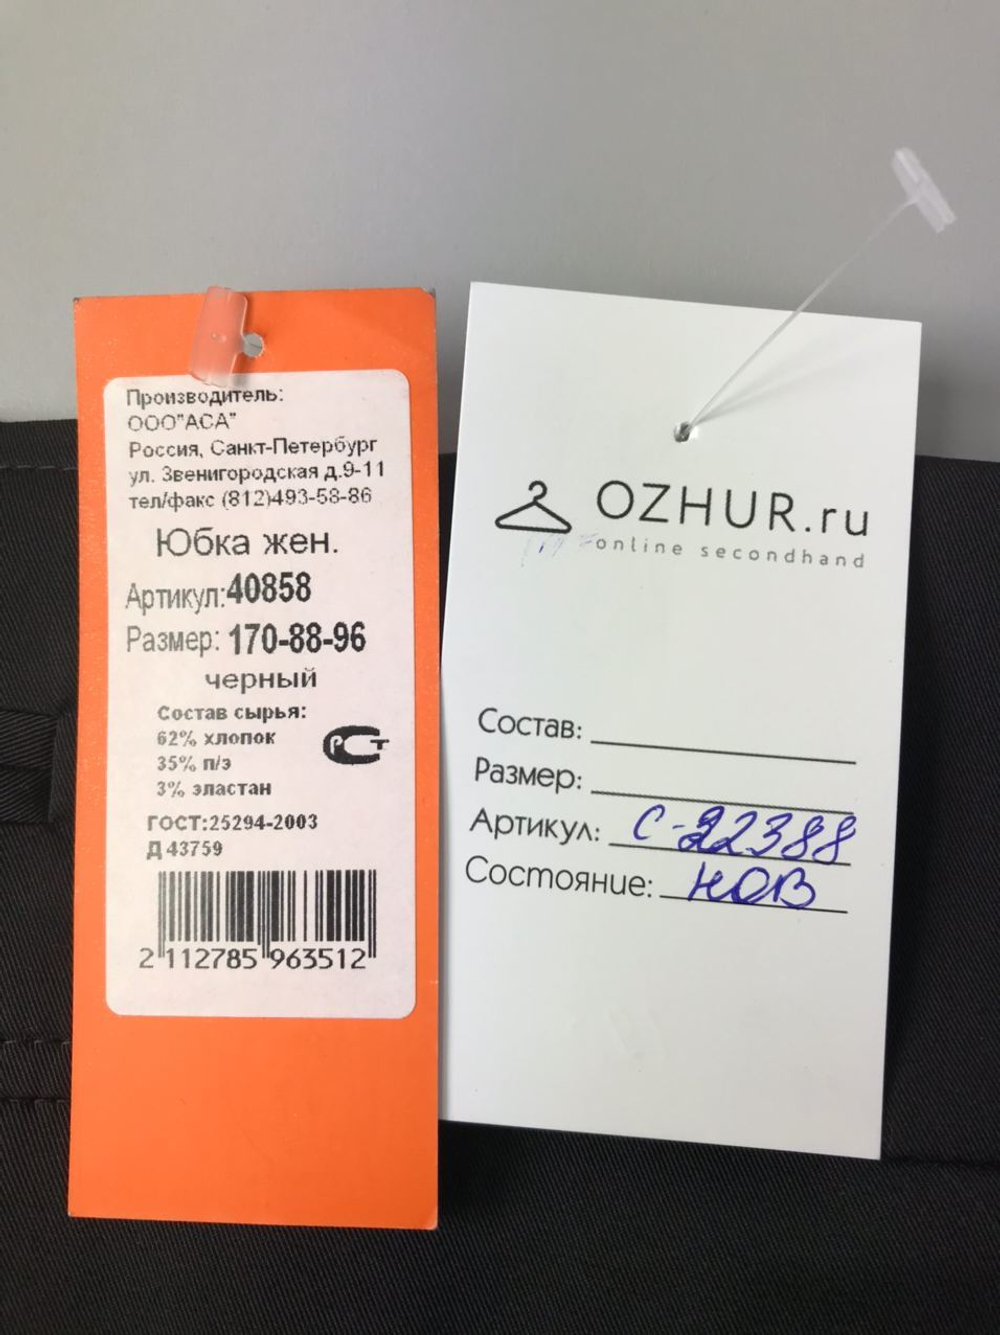 Производитель:
ООО"АСА"
Россия, Санкт-Петербург
ул. Звенигородская д.9-11
тел/факс (812)493-58-86
Юбка жен.
Артикул:40858
Размер: 170-88-96
черный
Состав сырья:
62% хлопок
35% п/э
3% эластан
РСТ
ГОСТ:25294-2003
Д 43759
2 112785 963512
OZHUR.ru
online secondhand
Состав:
Размер:
Артикул: С-22388
Состояние: НОВ